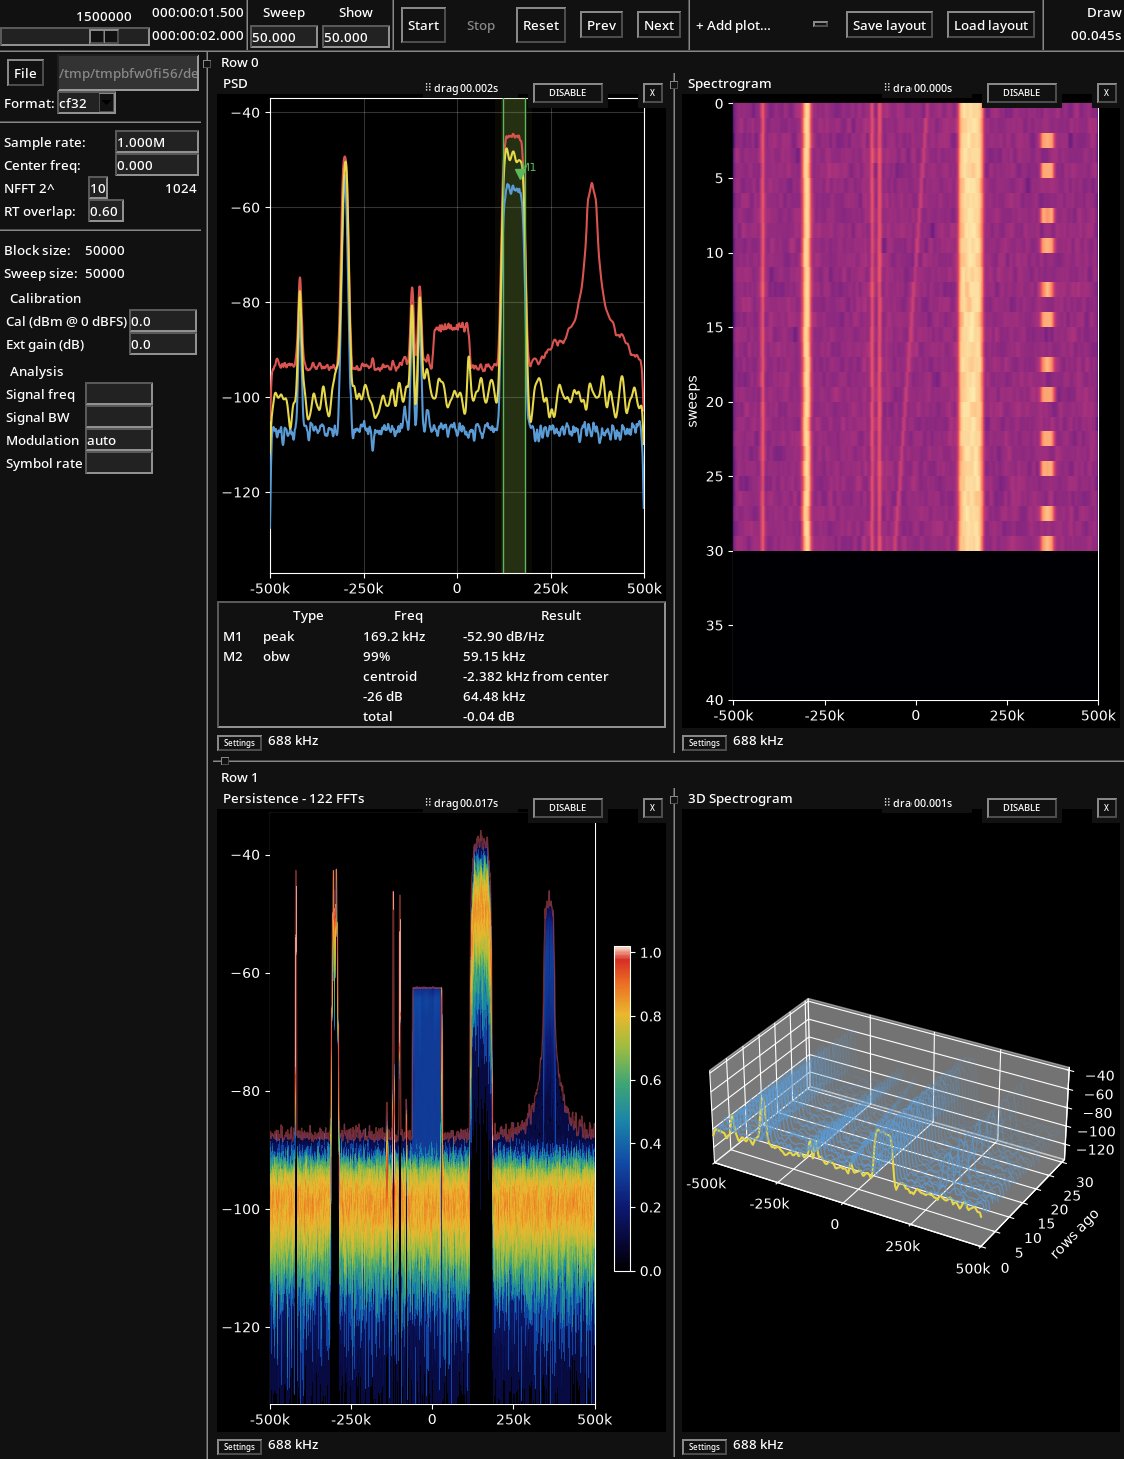 1500000
000:00:01.500
000:00:02.000
Sweep
Show
50.000
50.000
Start
Stop
Reset
Prev
Next
+ Add plot...
Save layout
Load layout
Draw
00.045s
File
/tmp/tmpbfw0fi56/de
Format:
cf32
Sample rate:
1.000M
Center freq:
0.000
NFFT 2^
10
1024
RT overlap:
0.60
Block size:
50000
Sweep size:
50000
Calibration
Cal (dBm @ 0 dBFS)
0.0
Ext gain (dB)
0.0
Analysis
Signal freq
Signal BW
Modulation
auto
Symbol rate
Row 0
PSD
drag
00.002s
DISABLE
X
−40
−60
−80
−100
−120
-500k
-250k
0
250k
500k
M1
Type
Freq
Result
M1
peak
169.2 kHz
-52.90 dB/Hz
M2
obw
99%
59.15 kHz
centroid
-2.382 kHz from center
-26 dB
64.48 kHz
total
-0.04 dB
Settings
688 kHz
Spectrogram
dra
00.000s
DISABLE
X
0
5
10
15
20
25
30
35
40
sweeps
-500k
-250k
0
250k
500k
Settings
688 kHz
Row 1
Persistence - 122 FFTs
drag
00.017s
DISABLE
X
−40
−60
−80
−100
−120
-500k
-250k
0
250k
500k
1.0
0.8
0.6
0.4
0.2
0.0
Settings
688 kHz
3D Spectrogram
dra
00.001s
DISABLE
X
−40
−60
−80
−100
−120
-500k
-250k
0
250k
500k
0
5
10
15
20
25
30
rows ago
Settings
688 kHz